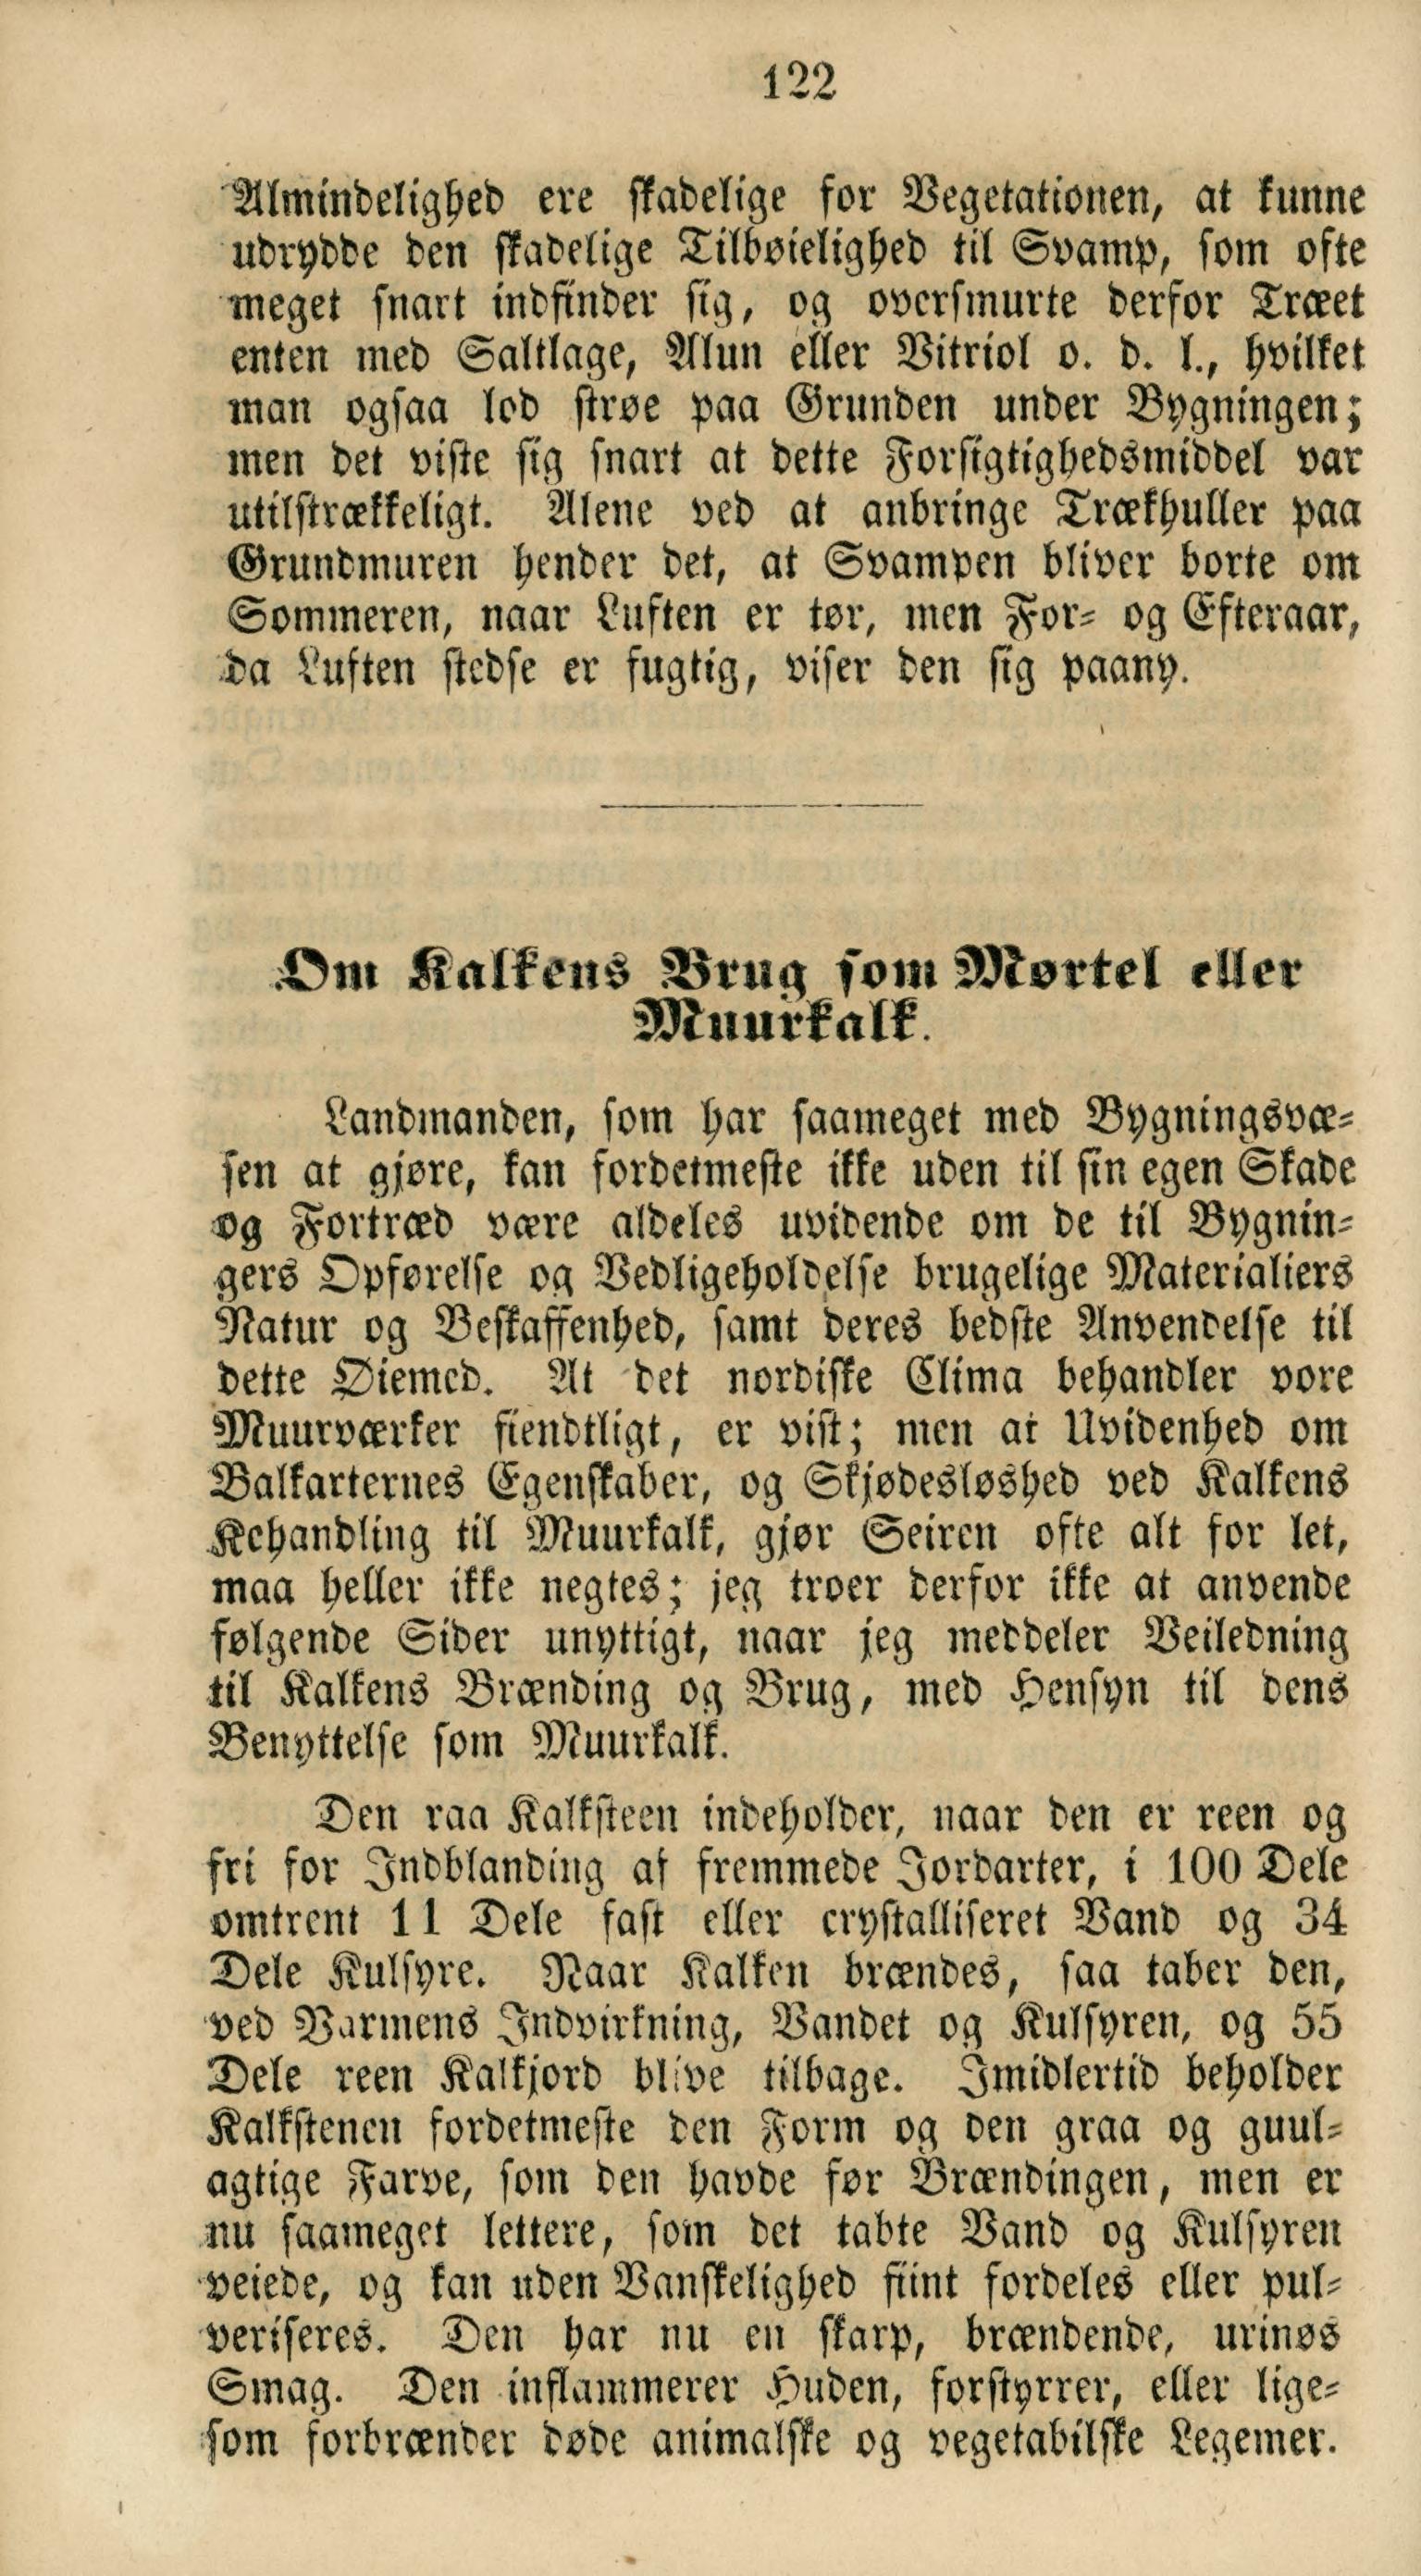 122
Almindelighed ere skadelige for Vegetationen, at kunne
udrydde den skadelige Tilbøielighed til Svamp, som ofte
meget snart indfinder sig, og oversmurte derfor Træet
enten med Saltlage, Alun eller Vitriol o. d. l., hvilket
man ogsaa lod strøe paa Grunden under Bygningen;
men det viste sig snart at dette Forsigtighedsmiddel var
utilstrækkeligt. Alene ved at anbringe Trækhuller paa
Grundmuren hender det, at Svampen bliver borte om
Sommeren, naar Luften er tør, men For- og Efteraar,
da Luften stedse er fugtig, viser den sig paany.
Om Kalkens Brug som Mørtel eller
Muurkalk.
Landmanden, som har saameget med Bygningsvæ-
sen at gjøre, kan fordetmeste ikke uden til sin egen Skade
og Fortræd være aldeles uvidende om de til Bygnin-
gers Opførelse og Vedligeholdelse brugelige Materialiers
Natur og Beskaffenhed, samt deres bedste Anvendelse til
dette Øiemed. At det nordiske Clima behandler vore
Muurværker fiendtligt, er vist; men at Uvidenhed om
Balkarternes Egenskaber, og Skjødesløshed ved Kalkens
Kehandling til Muurkalk, gjør Seiren ofte alt for let,
maa heller ikke negtes; jeg troer derfor ikke at anvende
følgende Sider unyttigt, naar jeg meddeler Veiledning
til Kalkens Brænding og Brug, med Hensyn til dens
Benyttelse som Muurkalk.
Den raa Kalksteen indeholder, naar den er reen og
fri for Indblanding af fremmede Jordarter, i 100 Dele
omtrent 11 Dele fast eller crystalliseret Vand og 34
Dele Kulsyre. Naar Kalken brændes, saa taber den,
ved Varmens Indvirkning, Vandet og Kulsyren, og 55
Dele reen Kalkjord blive tilbage. Imidlertid beholder
Kalkstenen fordetmeste den Form og den graa og guul-
agtige Farve, som den havde før Brændingen, men er
nu saameget lettere, som det tabte Vand og Kulsyren
veiede, og kan uden Vanskelighed fiint fordeles eller pul-
veriseres. Den har nu en skarp, brændende, urinøs
Smag. Den inflammerer Huden, forstyrrer, eller lige-
som forbrænder døde animalske og vegetabilske Legemer.